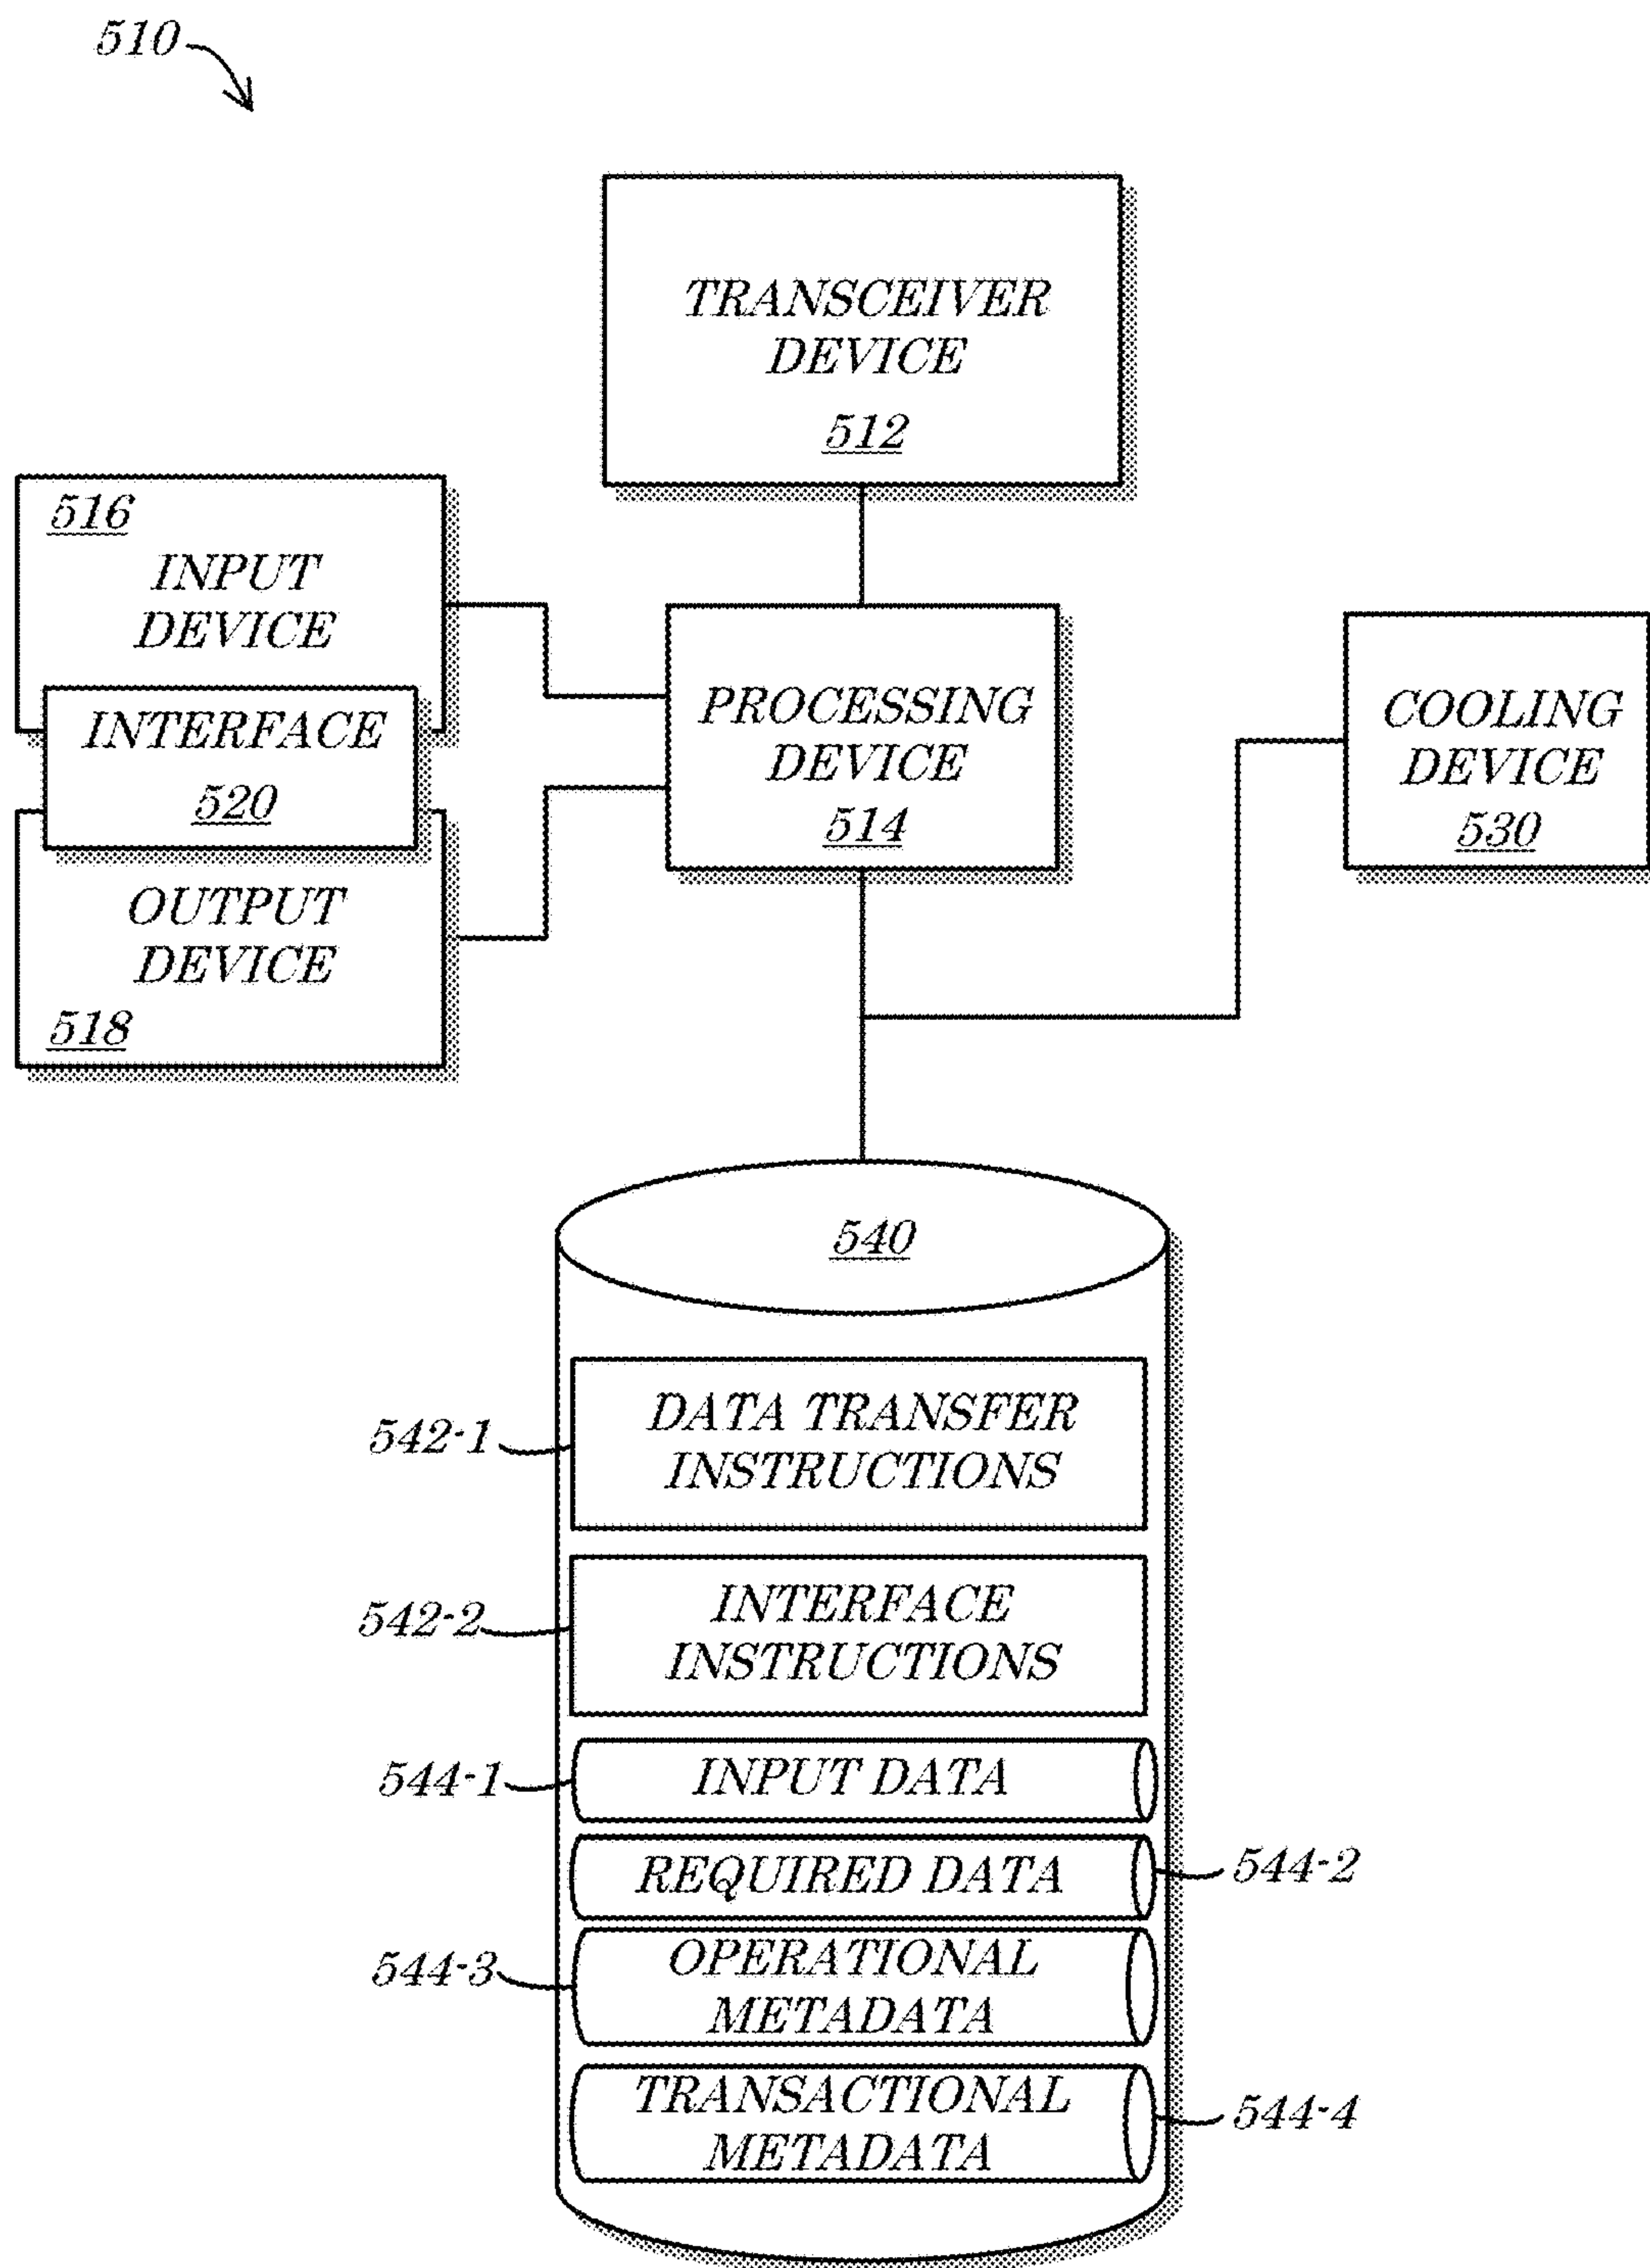 510
TRANSCEIVER
DEVICE
512
516
INPUT
DEVICE
INTERFACE
520
OUTPUT
DEVICE
518
PROCESSING
DEVICE
514
COOLING
DEVICE
530
540
542-1
DATA TRANSFER
INSTRUCTIONS
542-2
INTERFACE
INSTRUCTIONS
544-1
INPUT DATA
REQUIRED DATA
544-2
544-3
OPERATIONAL
METADATA
TRANSACTIONAL
METADATA
544-4